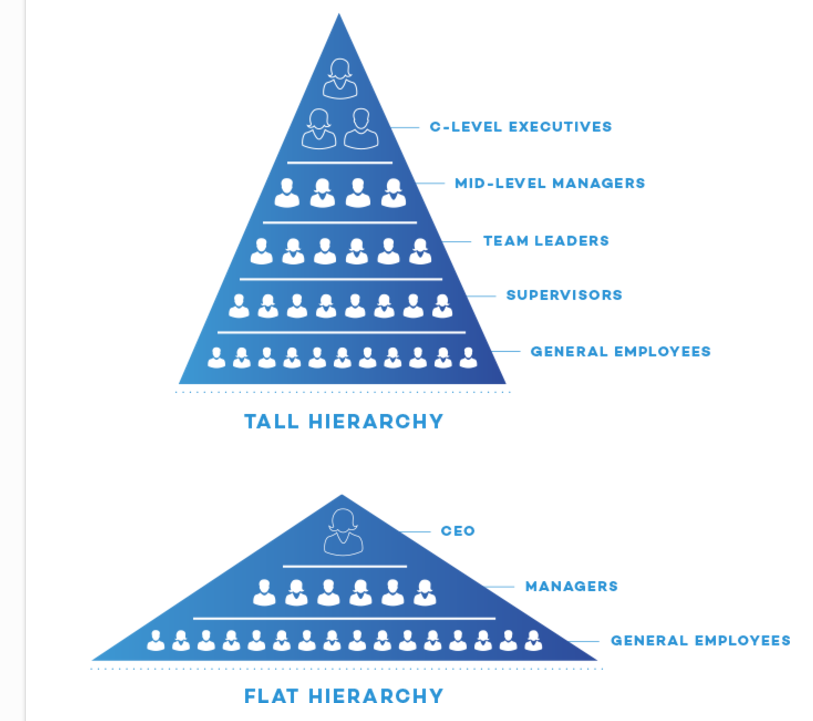 C-LEVEL EXECUTIVES
MID-LEVEL MANAGERS
TEAM LEADERS
SUPERVISORS
GENERAL EMPLOYEES
TALL HIERARCHY
CEO
MANAGERS
GENERAL EMPLOYEES
FLAT HIERARCHY